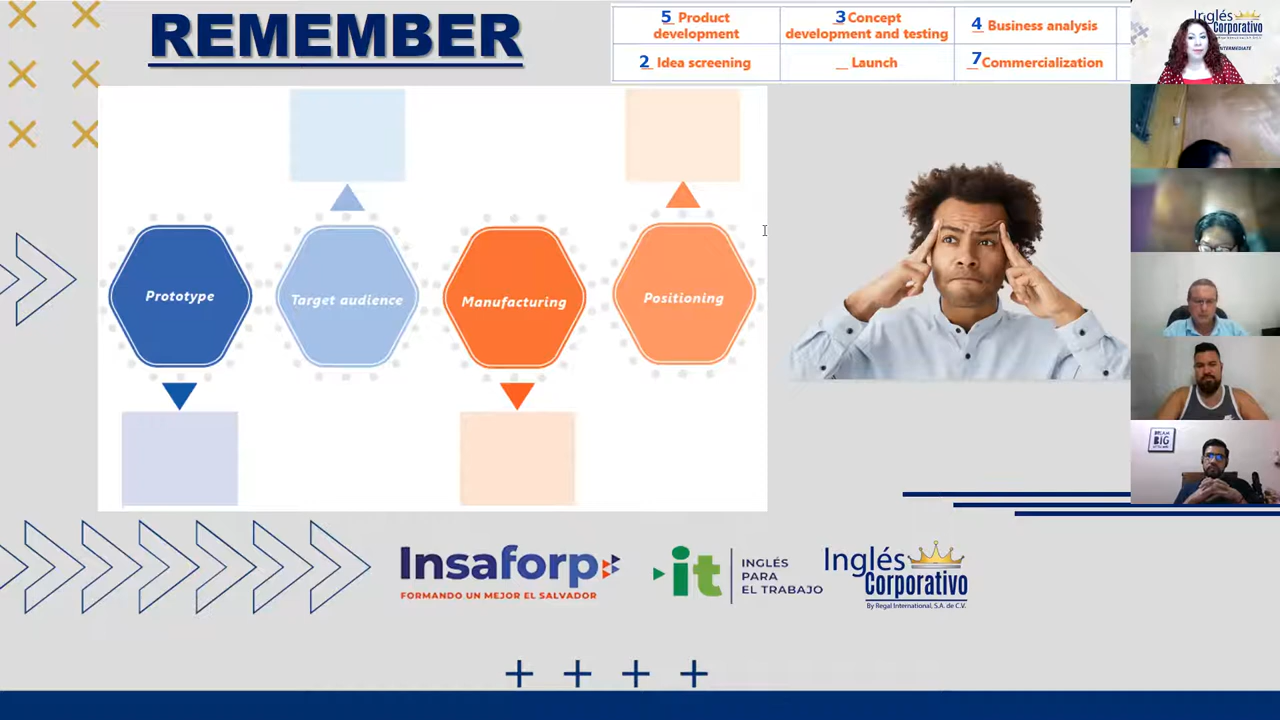 REMEMBER
5 Product development
3 Concept development and testing
4 Business analysis
2 Idea screening
__ Launch
7 Commercialization
Prototype
Target audience
Manufacturing
Positioning
Insaforp
FORMANDO UN MEJOR EL SALVADOR
it
INGLÉS
PARA
EL TRABAJO
Inglés
Corporativo
By Regal International, S.A. de C.V.
Inglés
Corporativo
INTERMEDIATE
BIG